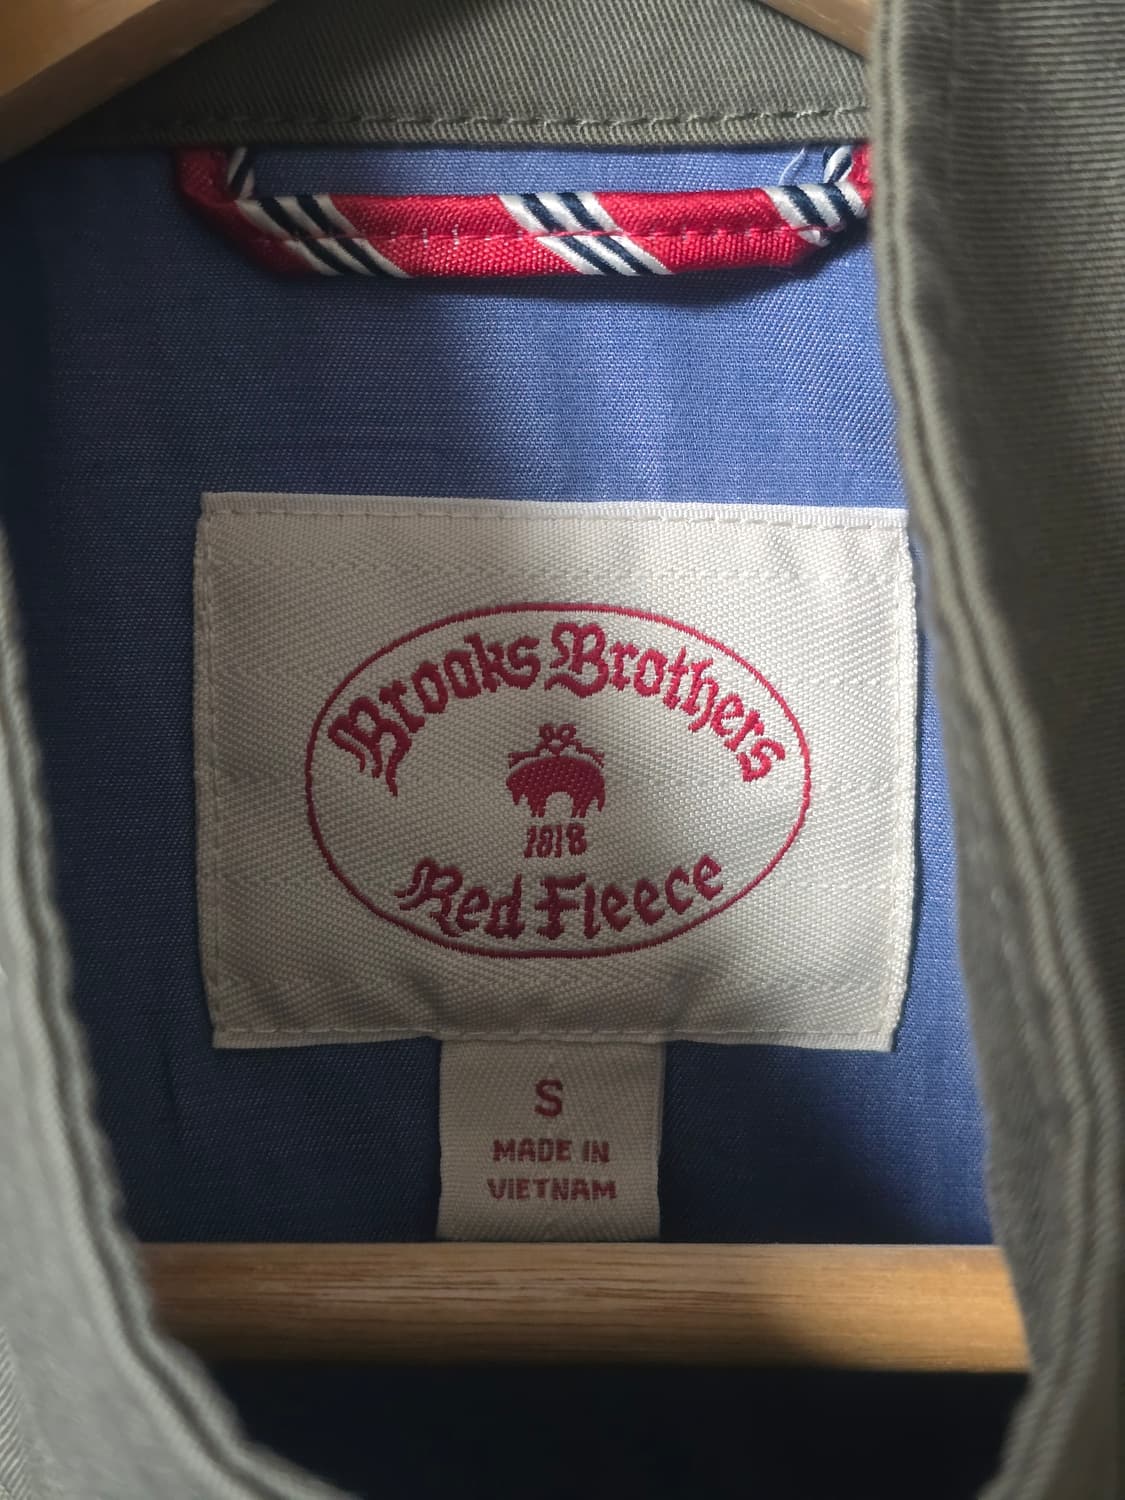 Brooks Brothers
1818
Red Fleece
S
MADE IN
VIETNAM